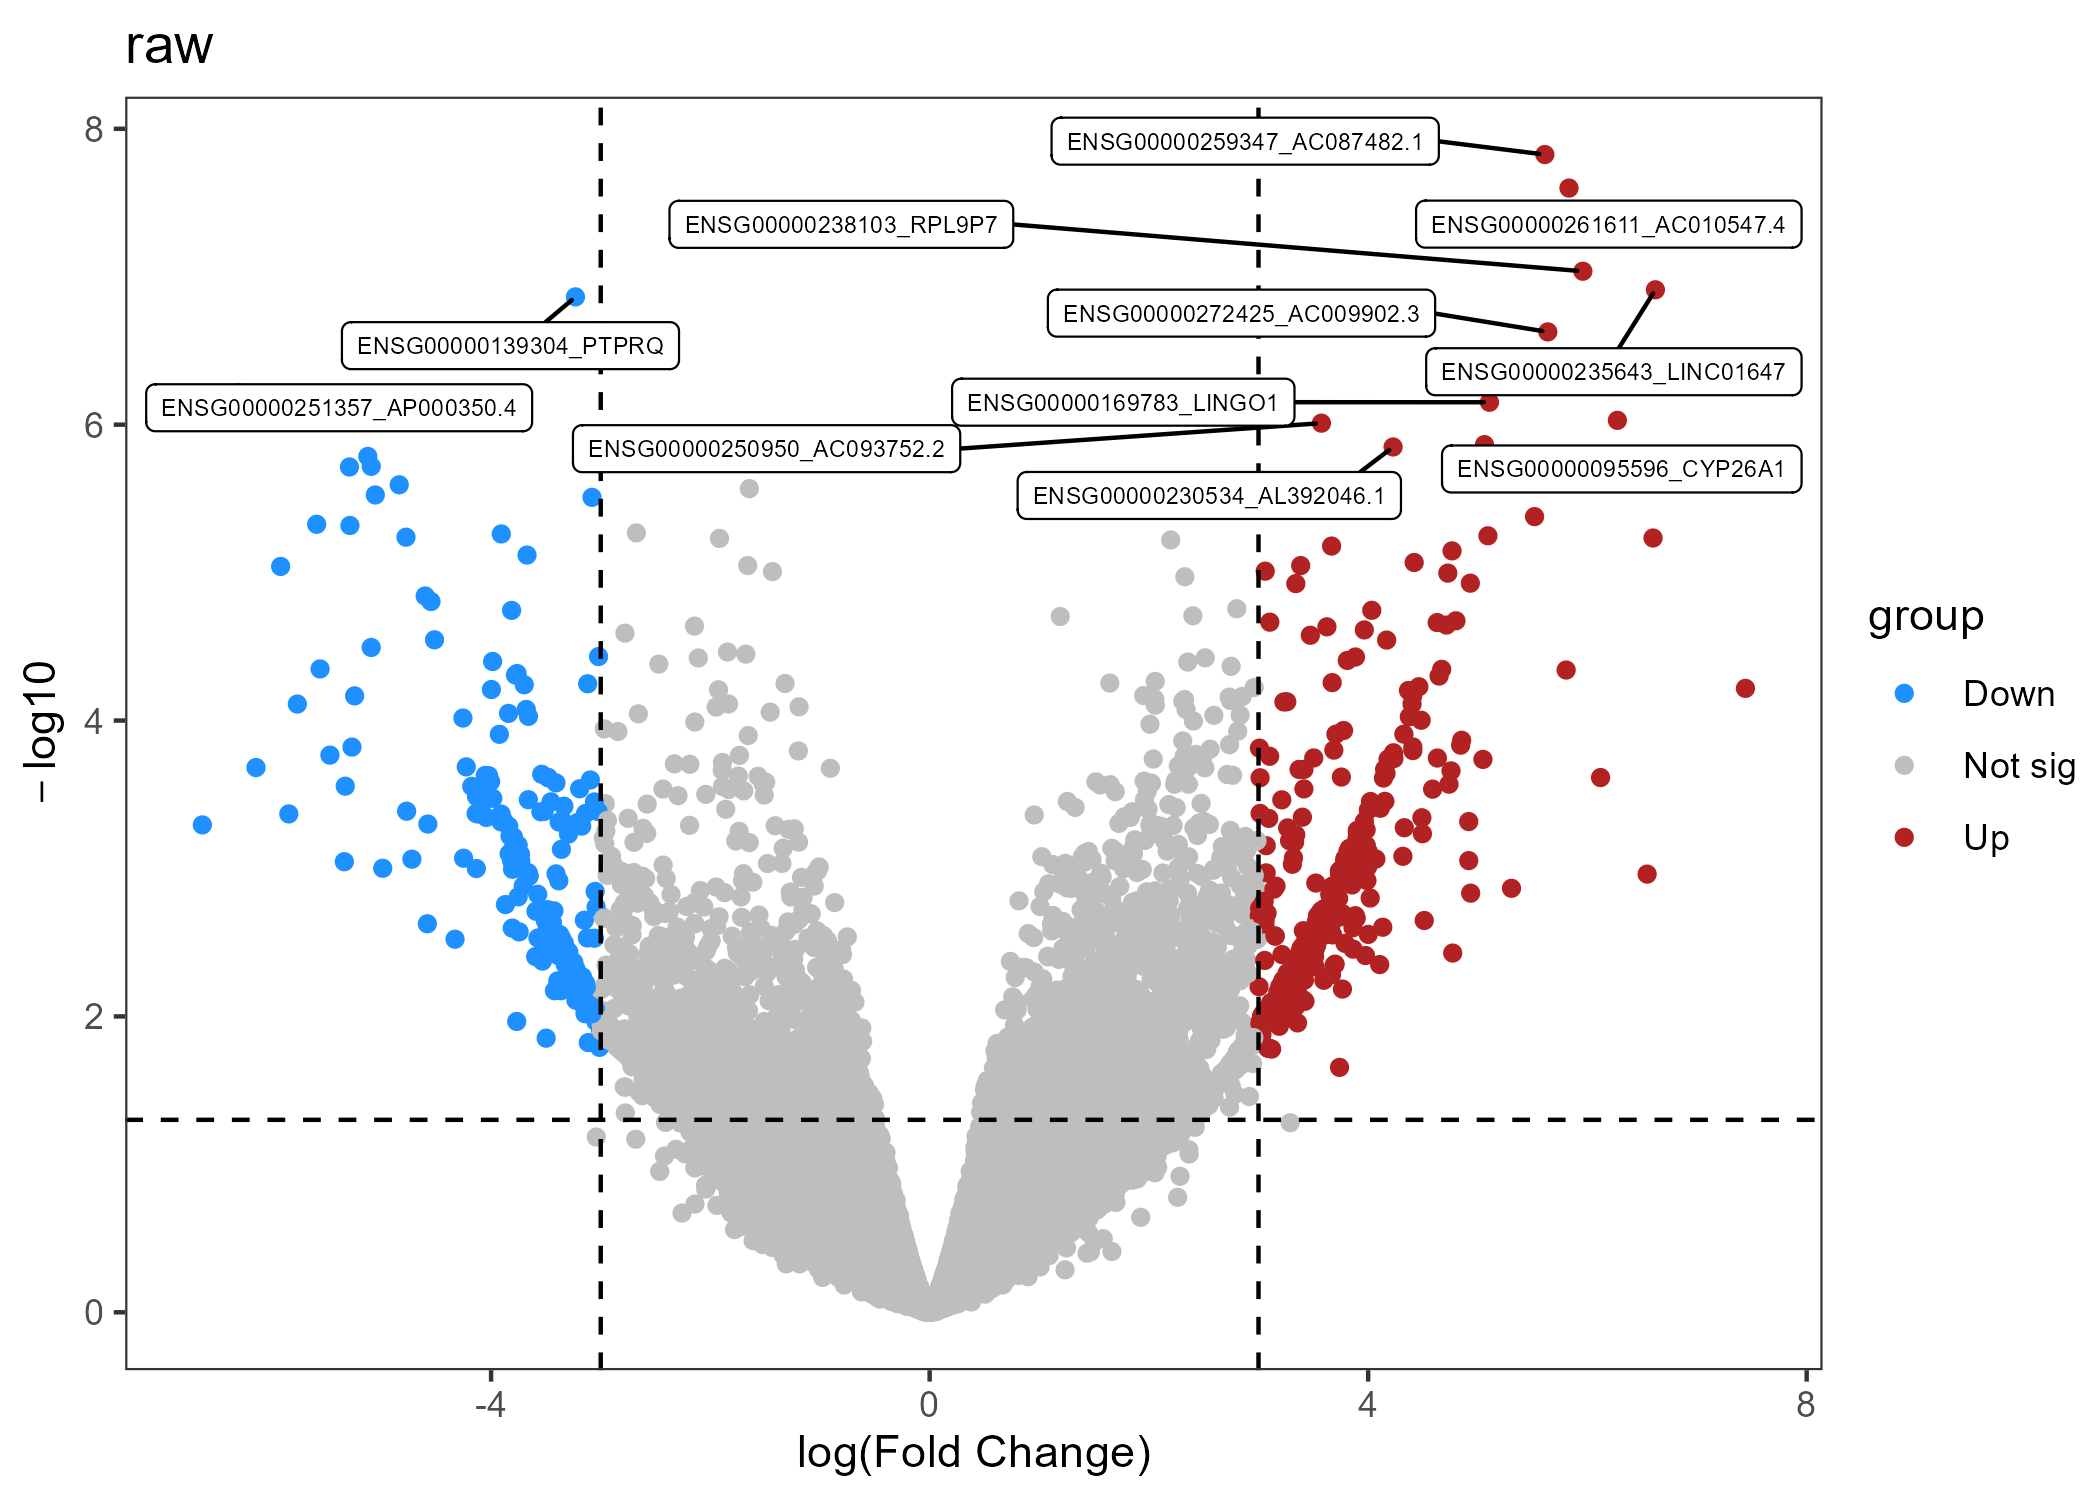 raw
8
6
4
2
0
− log10
ENSG00000259347_AC087482.1
ENSG00000238103_RPL9P7
ENSG00000261611_AC010547.4
ENSG00000272425_AC009902.3
ENSG00000139304_PTPRQ
ENSG00000235643_LINC01647
ENSG00000251357_AP000350.4
ENSG00000169783_LINGO1
ENSG00000250950_AC093752.2
ENSG00000095596_CYP26A1
ENSG00000230534_AL392046.1
-4
0
4
8
log(Fold Change)
group
Down
Not sig
Up